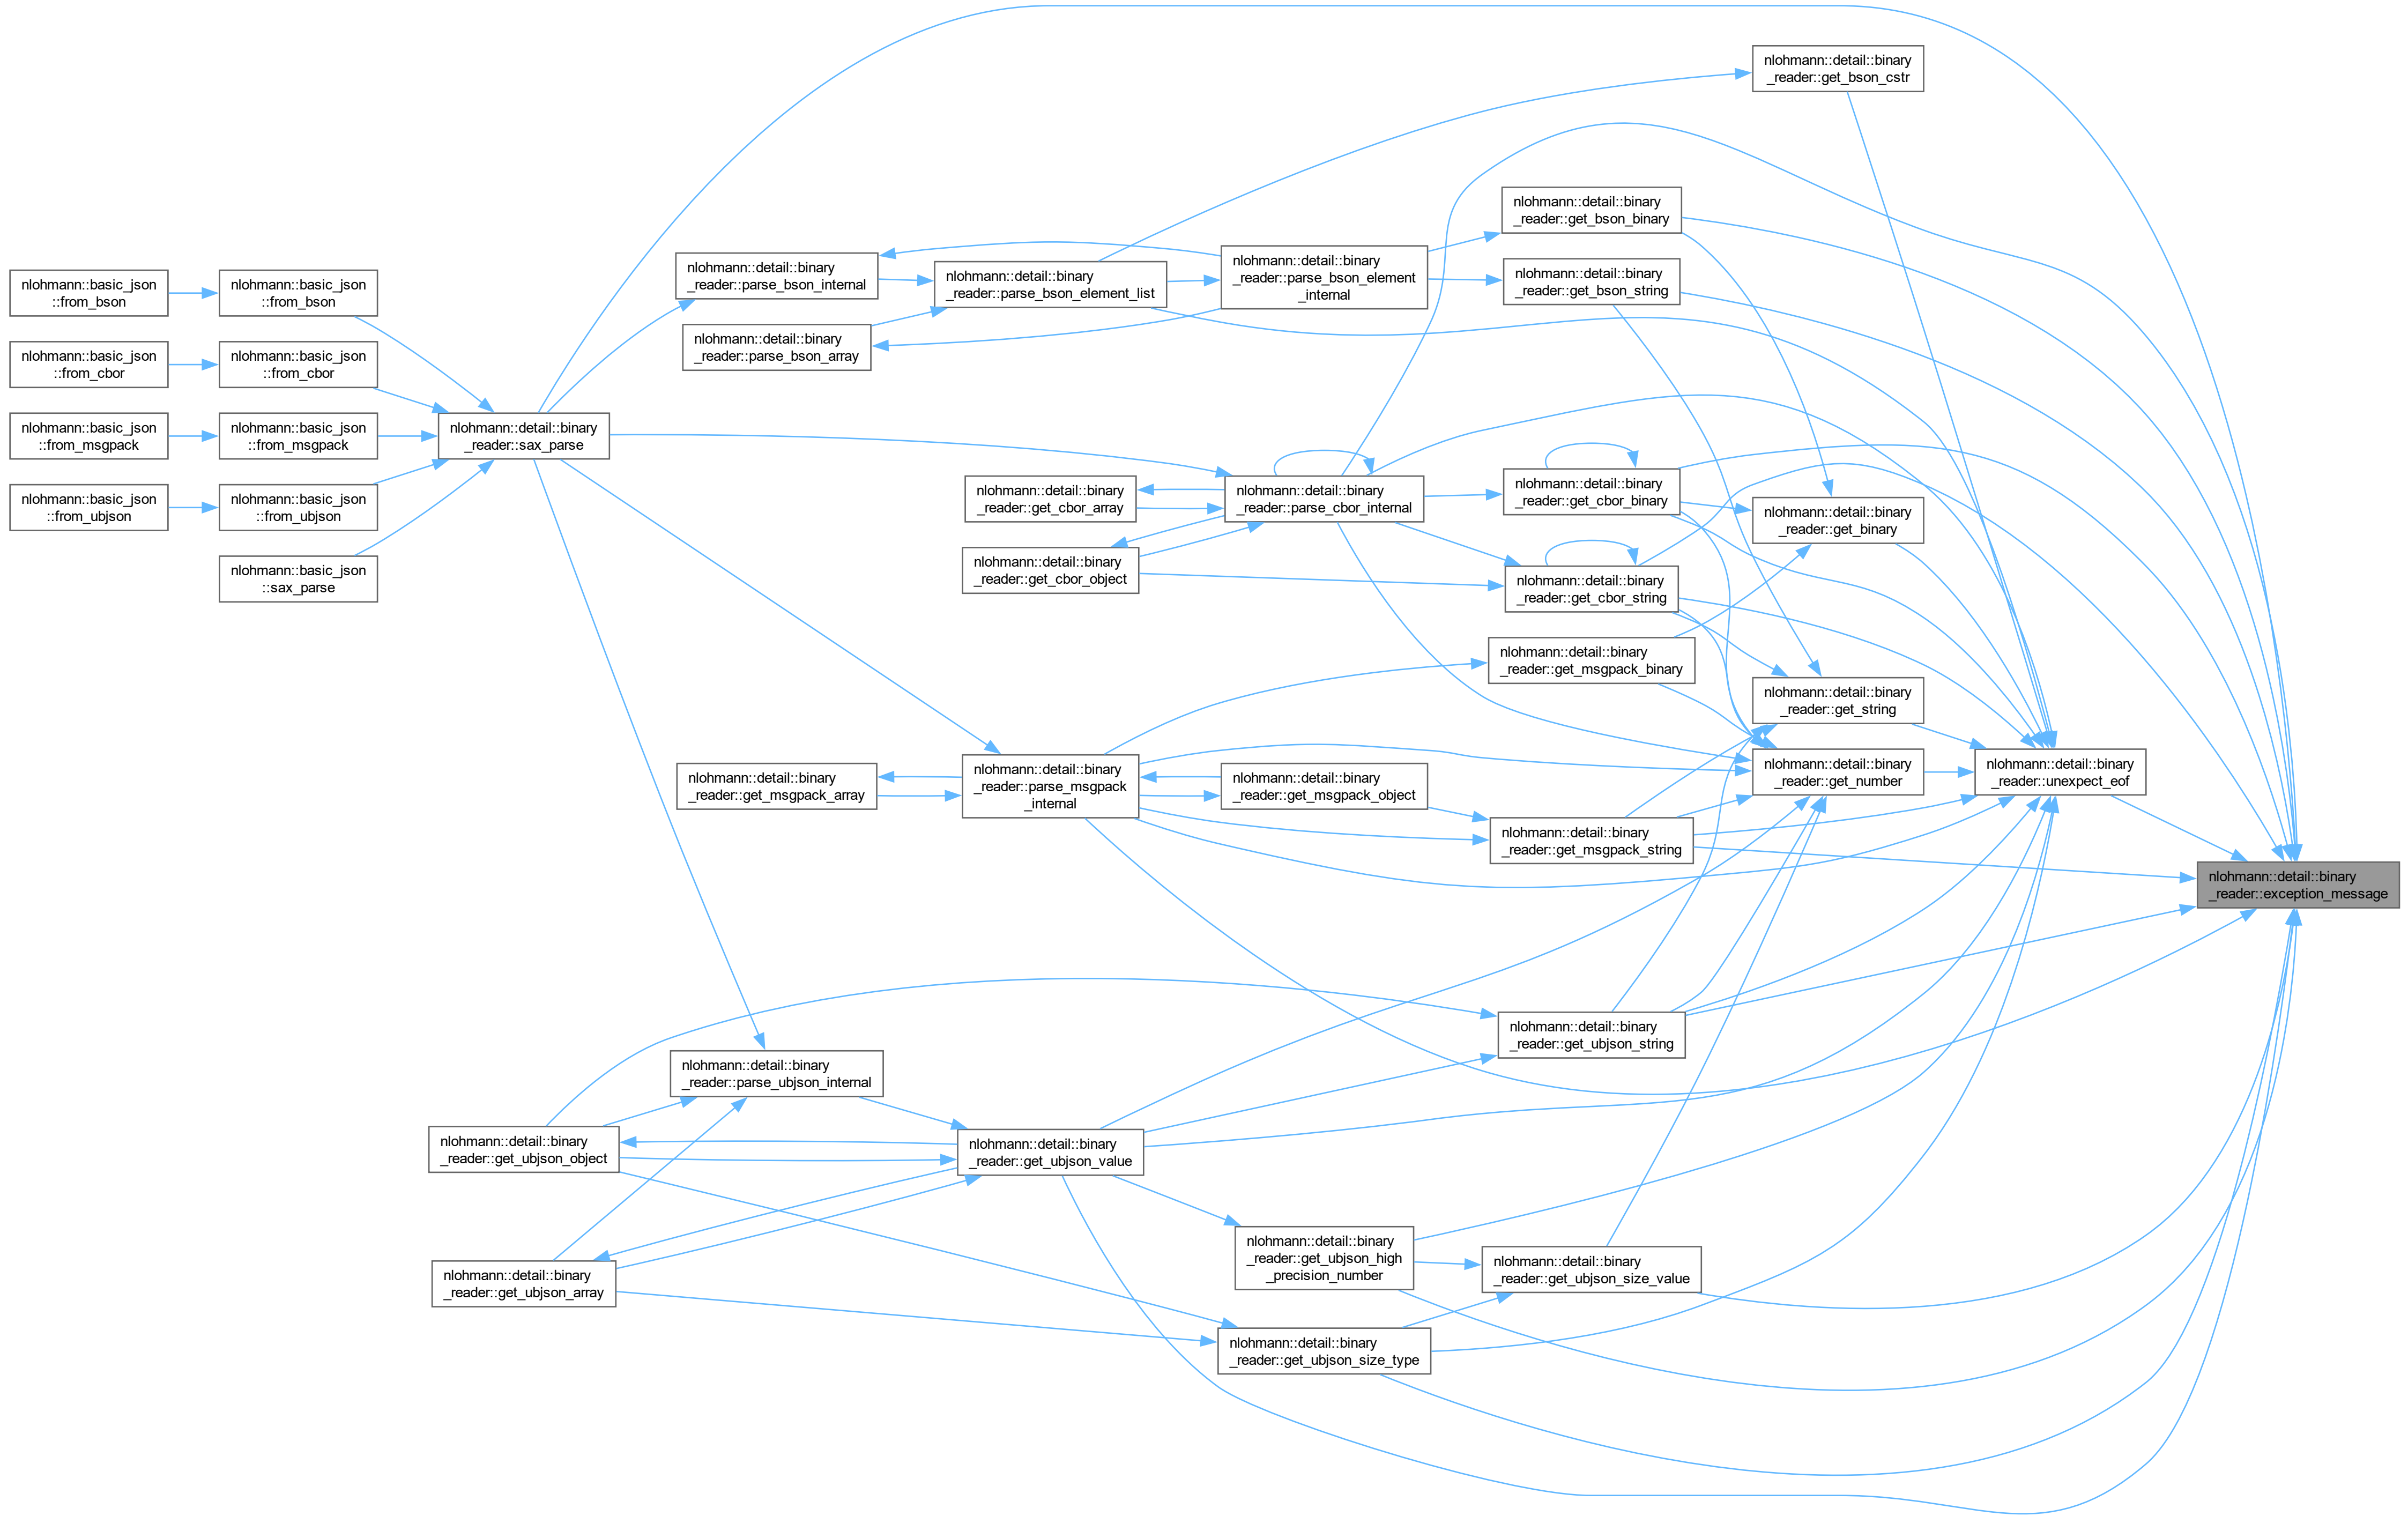 nlohmann::basic_json
::from_bson
nlohmann::basic_json
::from_cbor
nlohmann::basic_json
::from_msgpack
nlohmann::basic_json
::from_ubjson
nlohmann::basic_json
::from_bson
nlohmann::basic_json
::from_cbor
nlohmann::basic_json
::from_msgpack
nlohmann::basic_json
::from_ubjson
nlohmann::basic_json
::sax_parse
nlohmann::detail::binary
_reader::sax_parse
nlohmann::detail::binary
_reader::get_ubjson_object
nlohmann::detail::binary
_reader::get_ubjson_array
nlohmann::detail::binary
_reader::parse_bson_internal
nlohmann::detail::binary
_reader::parse_bson_array
nlohmann::detail::binary
_reader::get_msgpack_array
nlohmann::detail::binary
_reader::parse_ubjson_internal
nlohmann::detail::binary
_reader::parse_bson_element_list
nlohmann::detail::binary
_reader::get_cbor_array
nlohmann::detail::binary
_reader::get_cbor_object
nlohmann::detail::binary
_reader::parse_msgpack
_internal
nlohmann::detail::binary
_reader::get_ubjson_value
nlohmann::detail::binary
_reader::parse_bson_element
_internal
nlohmann::detail::binary
_reader::parse_cbor_internal
nlohmann::detail::binary
_reader::get_msgpack_object
nlohmann::detail::binary
_reader::get_ubjson_high
_precision_number
nlohmann::detail::binary
_reader::get_ubjson_size_type
nlohmann::detail::binary
_reader::get_bson_binary
nlohmann::detail::binary
_reader::get_bson_string
nlohmann::detail::binary
_reader::get_cbor_binary
nlohmann::detail::binary
_reader::get_cbor_string
nlohmann::detail::binary
_reader::get_msgpack_binary
nlohmann::detail::binary
_reader::get_msgpack_string
nlohmann::detail::binary
_reader::get_ubjson_string
nlohmann::detail::binary
_reader::get_ubjson_size_value
nlohmann::detail::binary
_reader::get_bson_cstr
nlohmann::detail::binary
_reader::get_binary
nlohmann::detail::binary
_reader::get_string
nlohmann::detail::binary
_reader::get_number
nlohmann::detail::binary
_reader::unexpect_eof
nlohmann::detail::binary
_reader::exception_message